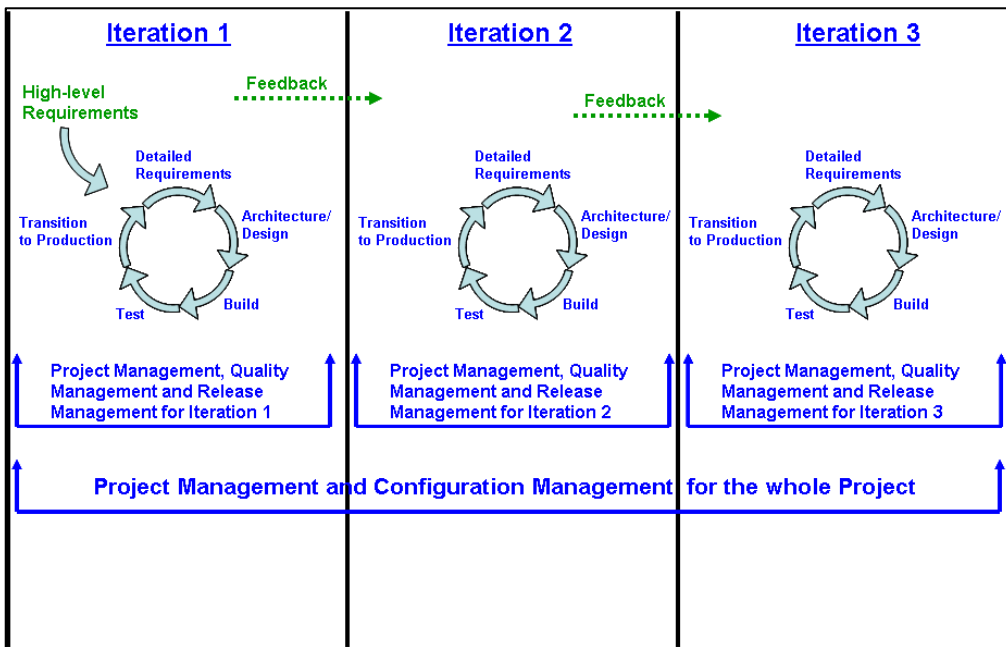 Iteration 1
Iteration 2
Iteration 3
High-level
Requirements
Feedback
Feedback
Detailed
Requirements
Architecture/
Design
Build
Test
Transition
to Production
Detailed
Requirements
Architecture/
Design
Build
Test
Transition
to Production
Detailed
Requirements
Architecture/
Design
Build
Test
Transition
to Production
Project Management, Quality
Management and Release
Management for Iteration 1
Project Management, Quality
Management and Release
Management for Iteration 2
Project Management, Quality
Management and Release
Management for Iteration 3
Project Management and Configuration Management for the whole Project